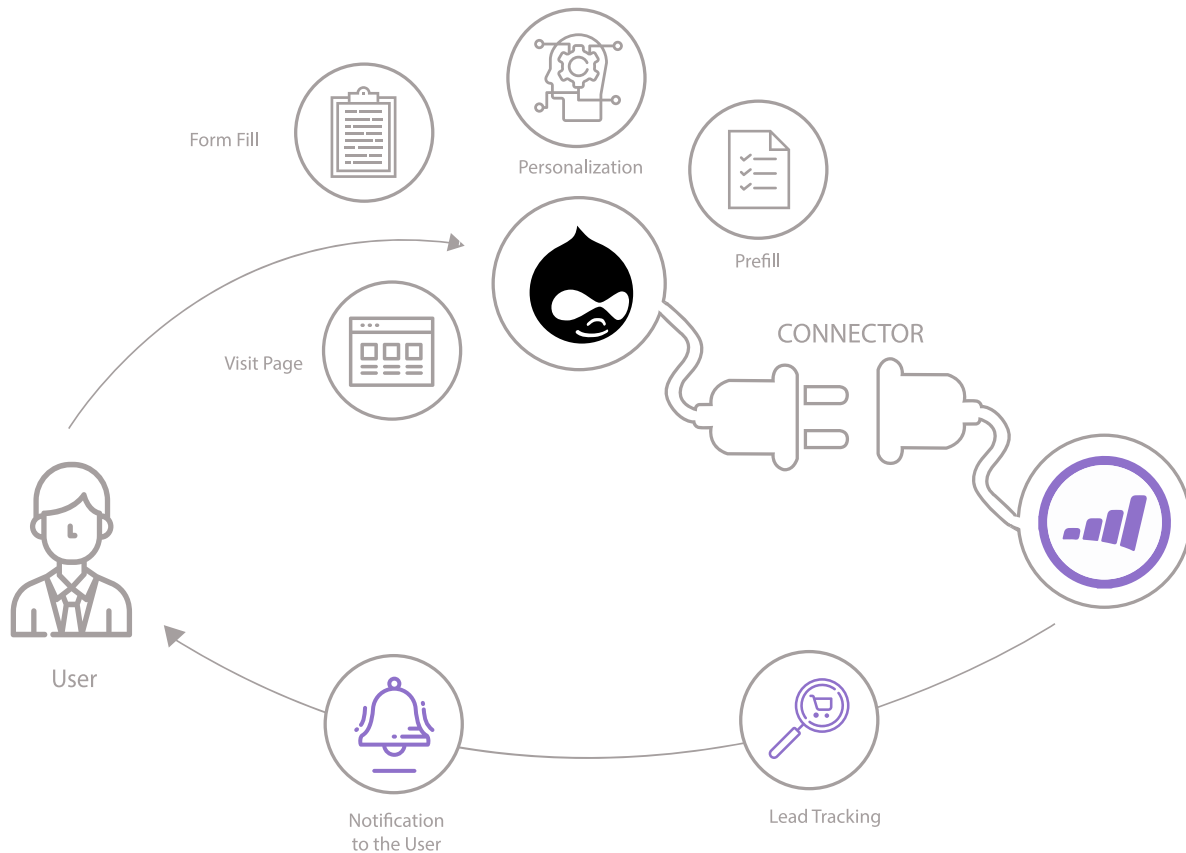 Form Fill
Personalization
Prefill
Visit Page
CONNECTOR
User
Notification
to the User
Lead Tracking